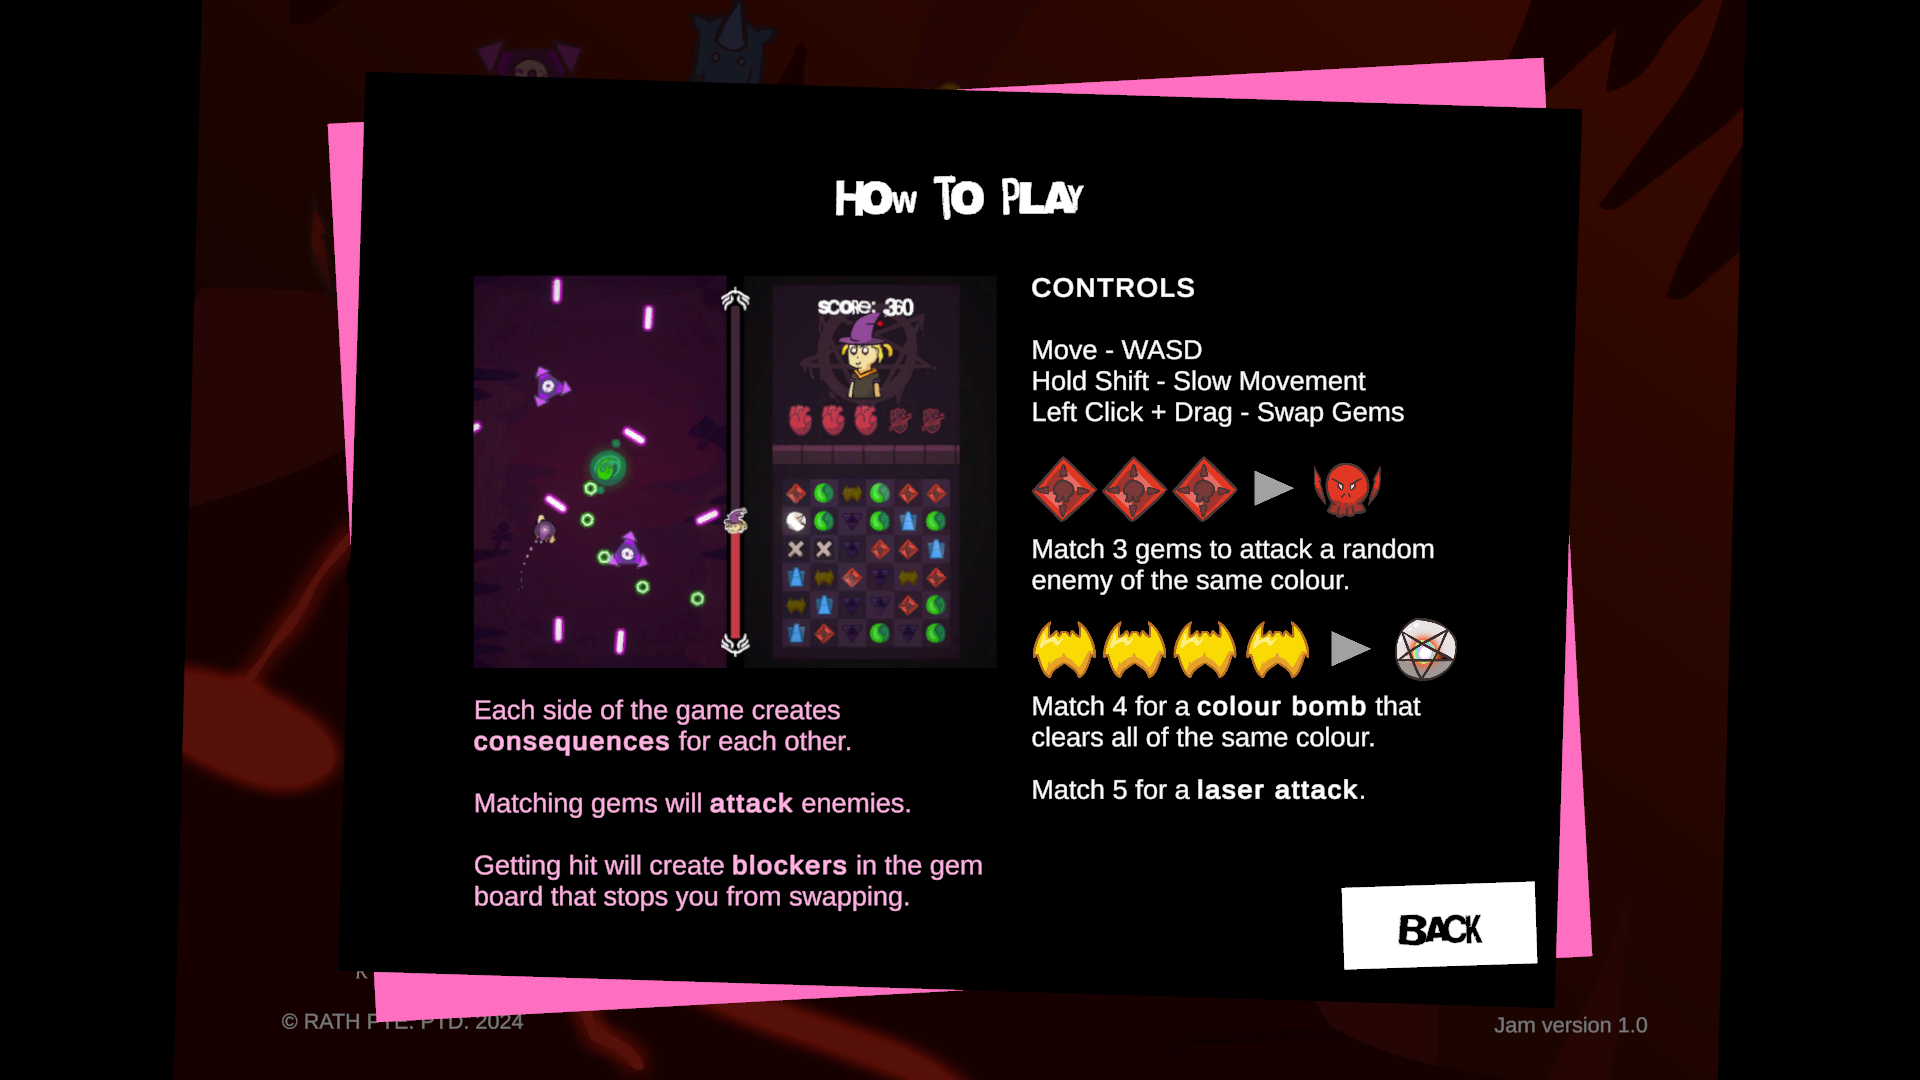 HOW TO PLAY
SCORE: 360
Each side of the game creates
consequences for each other.
Matching gems will attack enemies.
Getting hit will create blockers in the gem
board that stops you from swapping.
CONTROLS
Move - WASD
Hold Shift - Slow Movement
Left Click + Drag - Swap Gems
Match 3 gems to attack a random
enemy of the same colour.
Match 4 for a colour bomb that
clears all of the same colour.
Match 5 for a laser attack.
BACK
R
© RATH PTE. PTD. 2024
Jam version 1.0